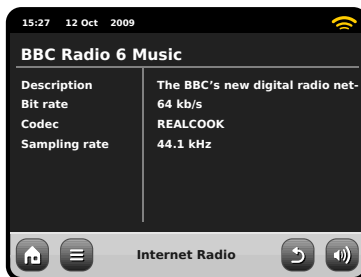 15:27 12 Oct 2009
BBC Radio 6 Music
Description The BBC's new digital radio net-
Bit rate 64 kb/s
Codec REALCOOK
Sampling rate 44.1 kHz
Internet Radio